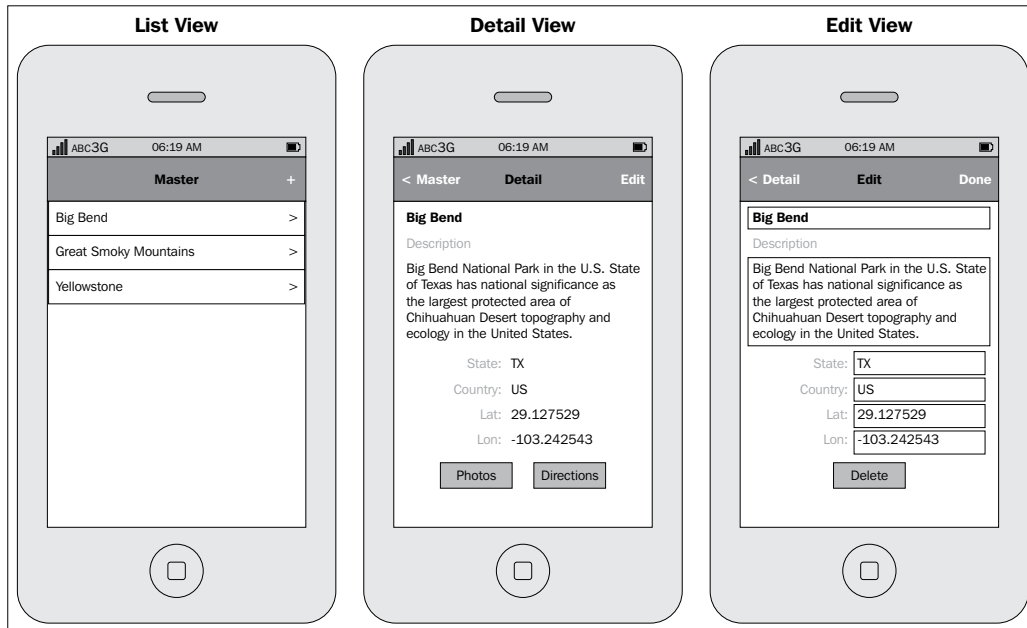 List View
ABC3G 06:19 AM
Master +
Big Bend >
Great Smoky Mountains >
Yellowstone >
Detail View
ABC3G 06:19 AM
< Master Detail Edit
Big Bend
Description
Big Bend National Park in the U.S. State
of Texas has national significance as
the largest protected area of
Chihuahuan Desert topography and
ecology in the United States.
State: TX
Country: US
Lat: 29.127529
Lon: -103.242543
Photos Directions
Edit View
ABC3G 06:19 AM
< Detail Edit Done
Big Bend
Description
Big Bend National Park in the U.S. State
of Texas has national significance as
the largest protected area of
Chihuahuan Desert topography and
ecology in the United States.
State: TX
Country: US
Lat: 29.127529
Lon: -103.242543
Delete